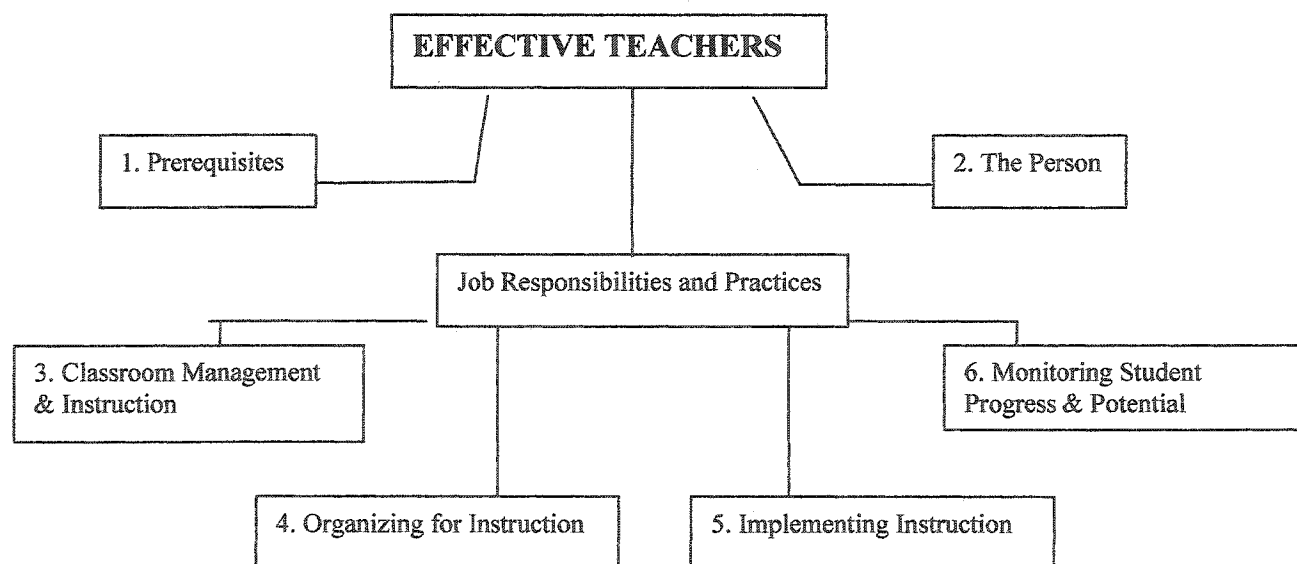 EFFECTIVE TEACHERS
1. Prerequisites
2. The Person
Job Responsibilities and Practices
3. Classroom Management
& Instruction
6. Monitoring Student
Progress & Potential
4. Organizing for Instruction
5. Implementing Instruction